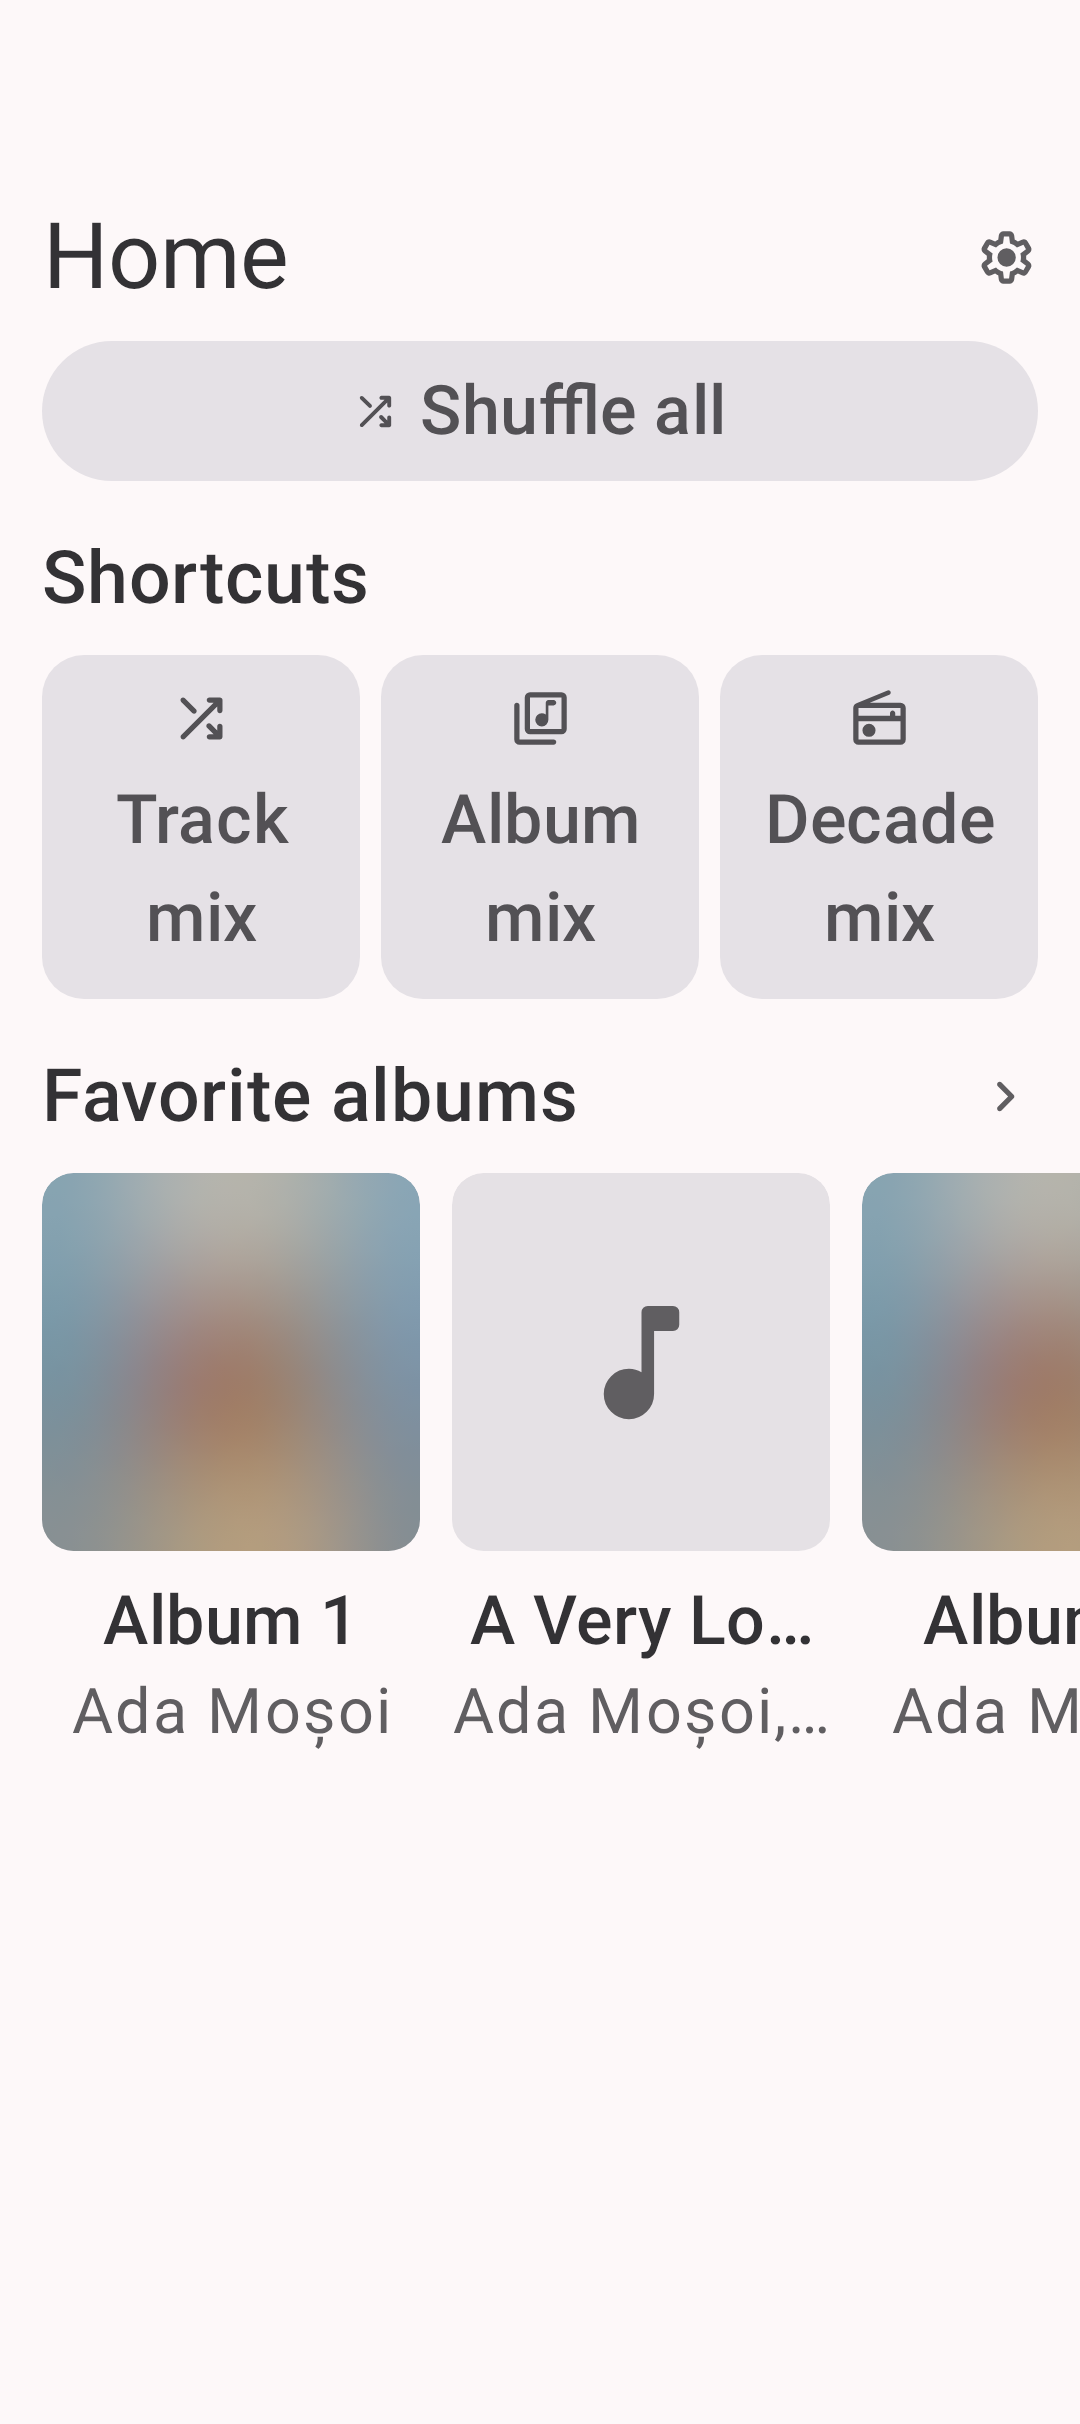 Home
Shuffle all
Shortcuts
Track
mix
Album
mix
Decade
mix
Favorite albums
Album 1
A Very Lo…
Ada Moșoi
Ada Moșoi,…
Ada